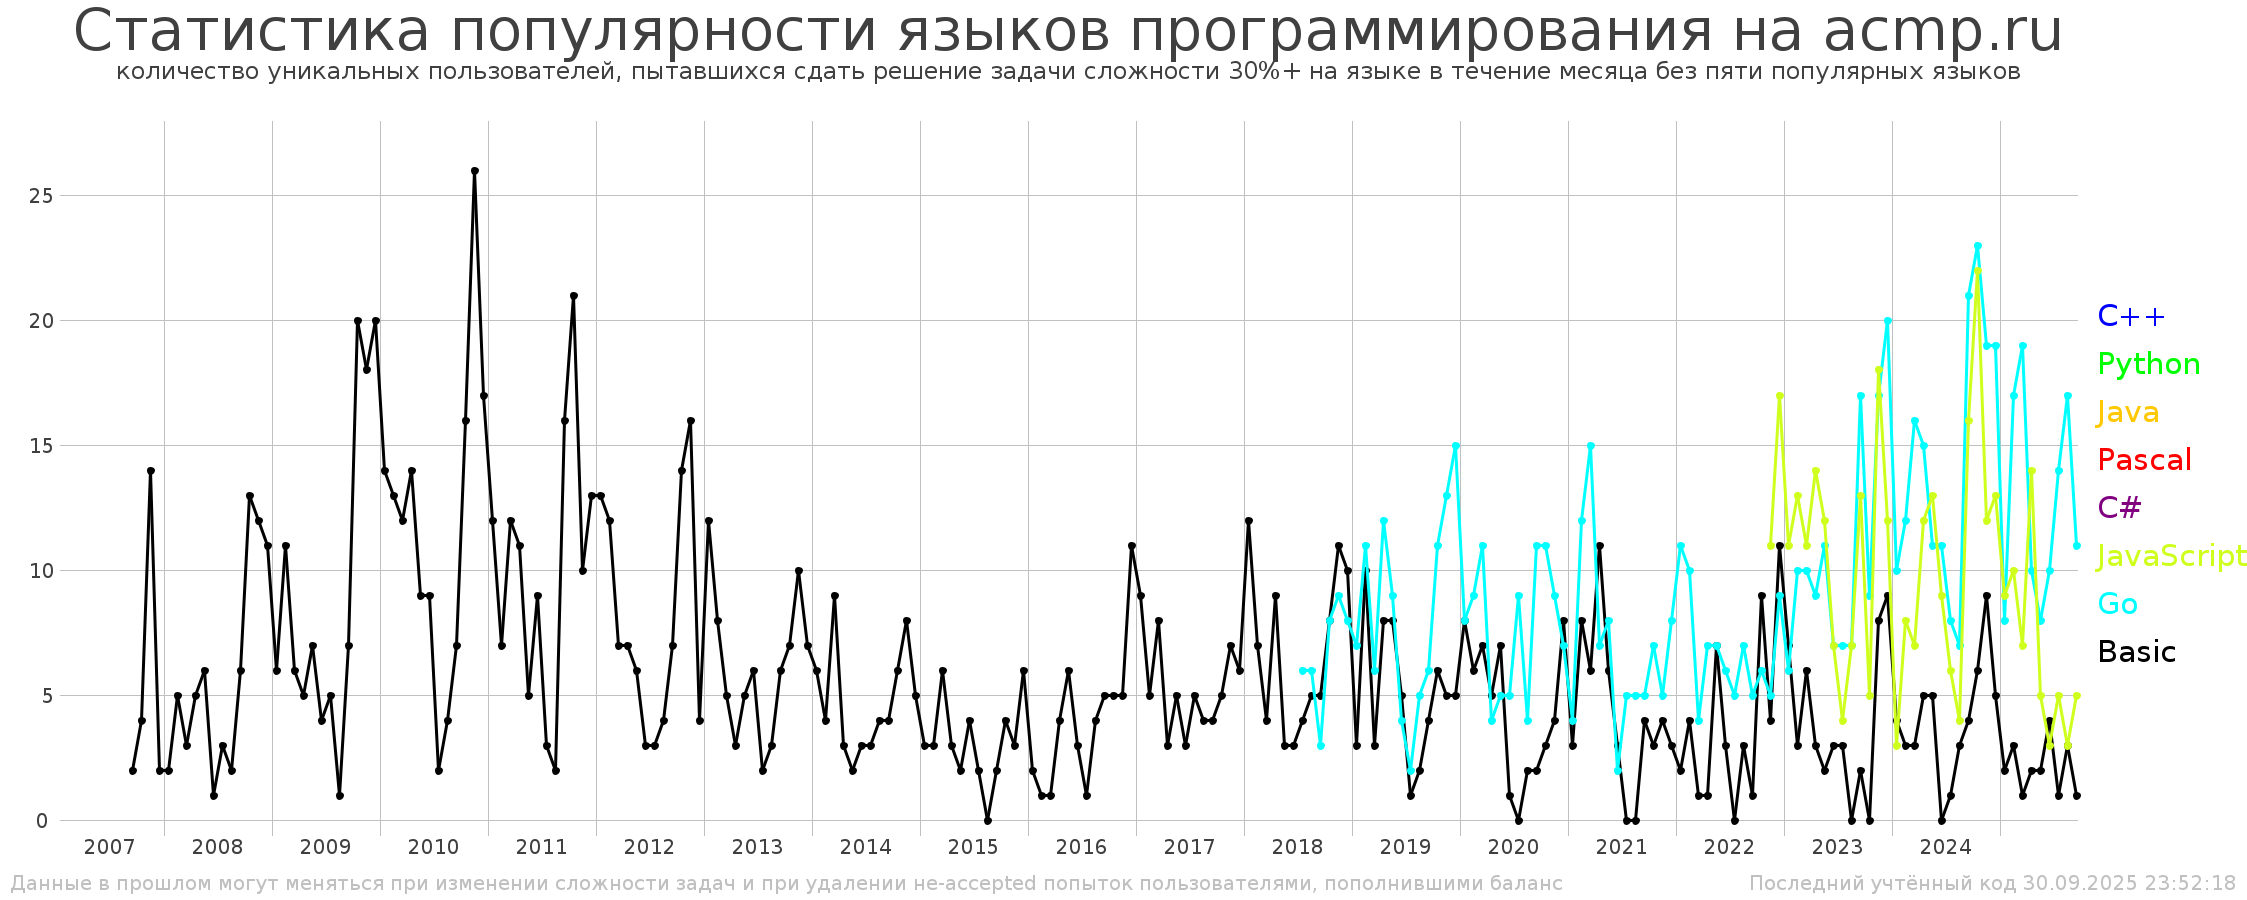 Статистика популярности языков программирования на acmp.ru
количество уникальных пользователей, пытавшихся сдать решение задачи сложности 30%+ на языке в течение месяца без пяти популярных языков
25
20
15
10
5
0
C++
Python
Java
Pascal
C#
JavaScript
Go
Basic
2007 2008 2009 2010 2011 2012 2013 2014 2015 2016 2017 2018 2019 2020 2021 2022 2023 2024
Данные в прошлом могут меняться при изменении сложности задач и при удалении не-accepted попыток пользователями, пополнившими баланс
Последний учтённый код 30.09.2025 23:52:18